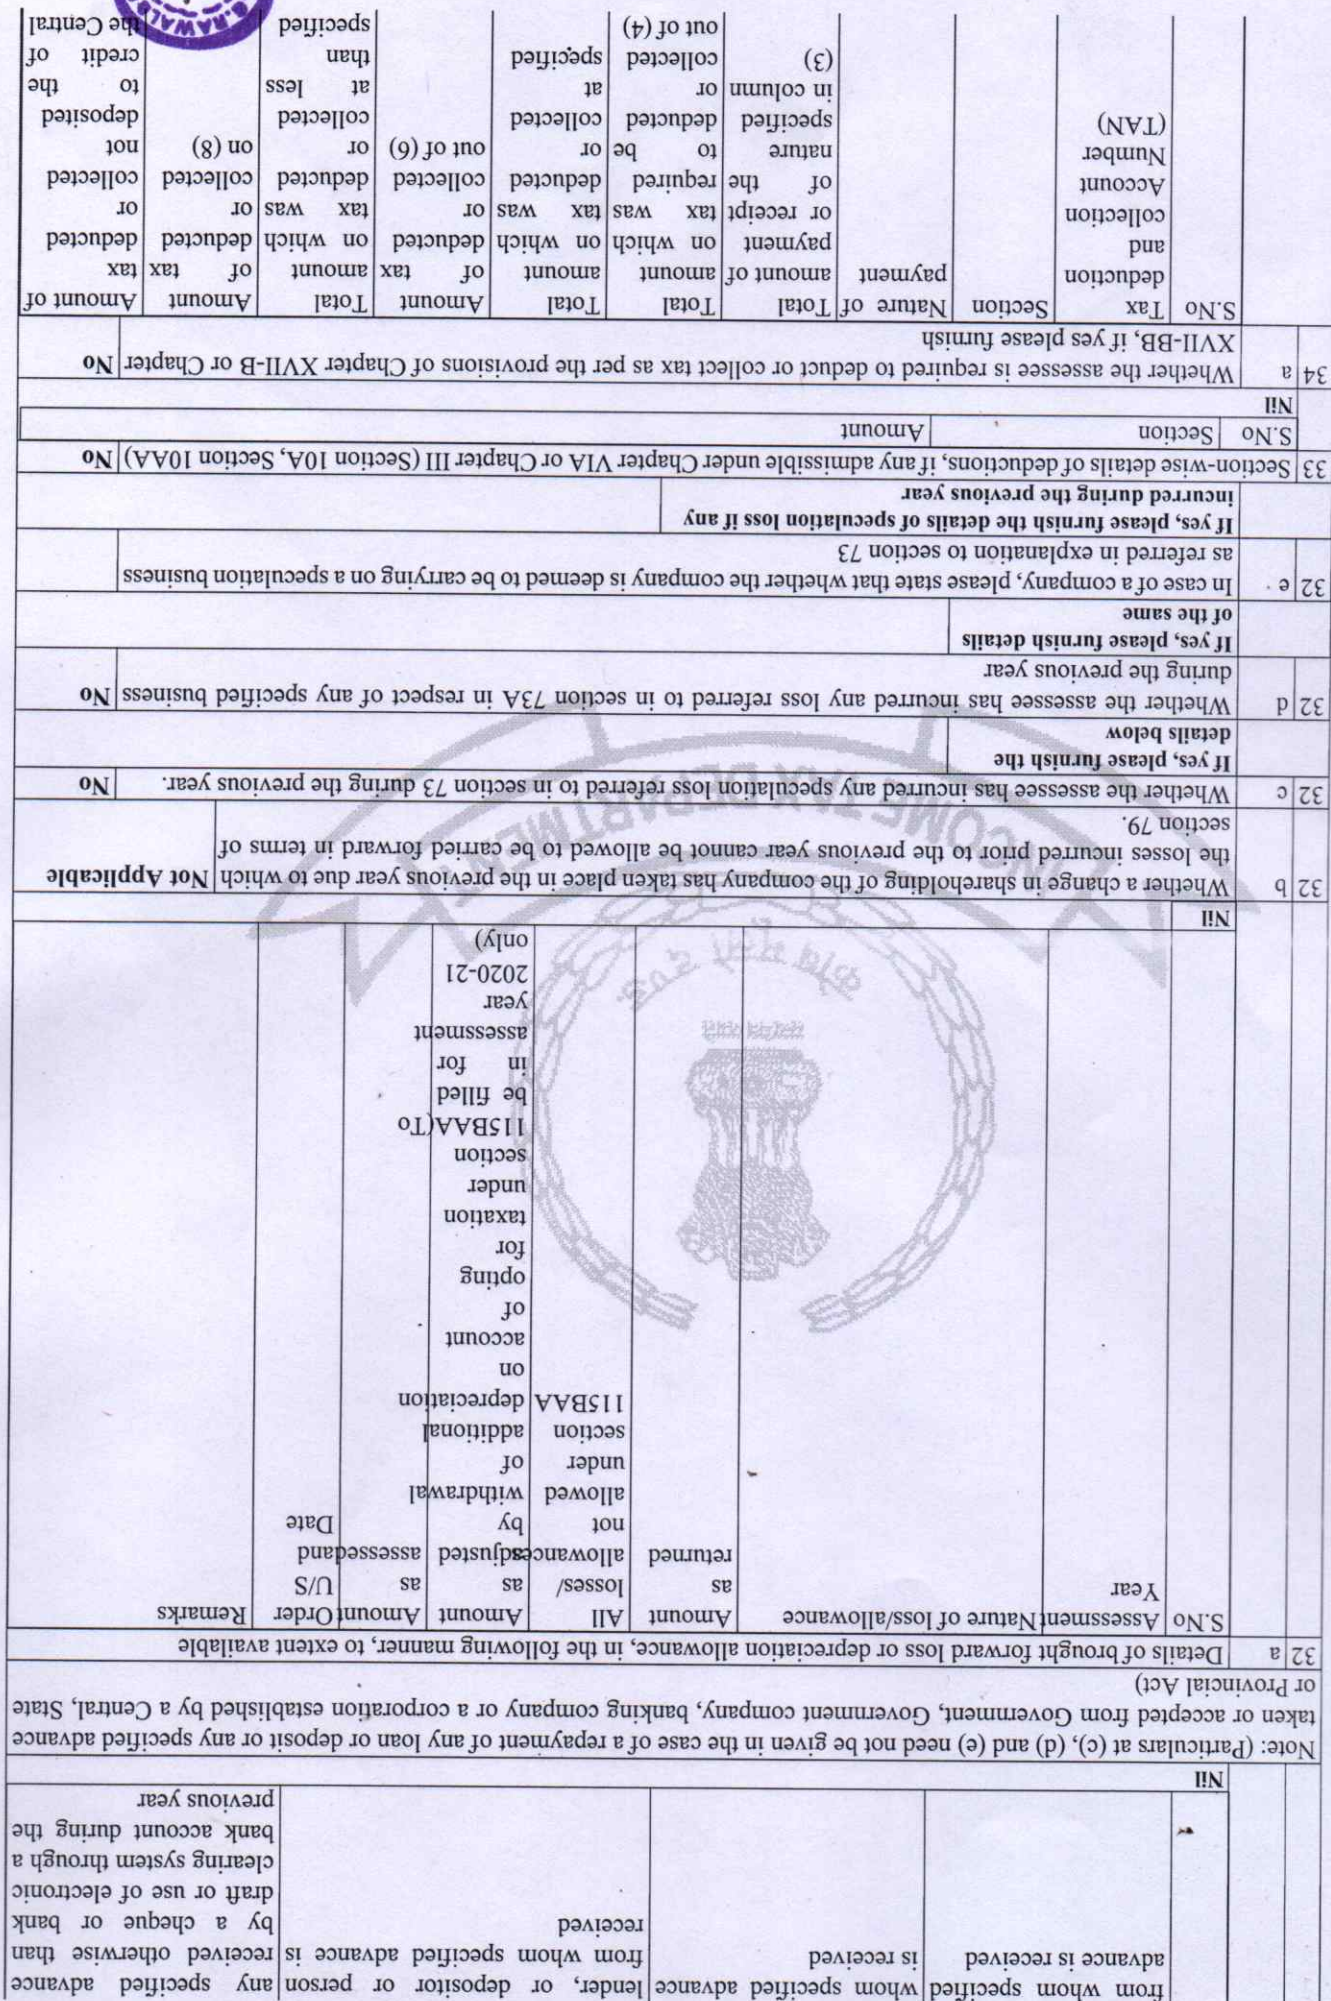 from whom specified | whom specified advance | lender, or depositor or person | any specified advance
advance is received | is received | from whom specified advance is | received otherwise than
received | by a cheque or bank
draft or use of electronic
clearing system through a
bank account during the
previous year
Nil
Note: (Particulars at (c), (d) and (e) need not be given in the case of a repayment of any loan or deposit or any specified advance
taken or accepted from Government, Government company, banking company or a corporation established by a Central, State
or Provincial Act)
32 a Details of brought forward loss or depreciation allowance, in the following manner, to extent available
S.No
Assessment
Year
Nature of loss/allowance
Amount
as
returned
All
losses/
allowances
not
allowed
under
section
115BAA
Amount
as
adjusted
by
withdrawal
of
additional
depreciation
on
account
of
opting
for
taxation
under
section
115BAA(To
be filled
in for
assessment
year
2020-21
only)
Amount
as
assessed
Order
U/S
and
Date
Remarks
Nil
32 b Whether a change in shareholding of the company has taken place in the previous year due to which
the losses incurred prior to the previous year cannot be allowed to be carried forward in terms of
section 79.
Not Applicable
32 c Whether the assessee has incurred any speculation loss referred to in section 73 during the previous year. No
If yes, please furnish the
details below
32 d Whether the assessee has incurred any loss referred to in section 73A in respect of any specified business
during the previous year
No
If yes, please furnish details
of the same
32 e In case of a company, please state that whether the company is deemed to be carrying on a speculation business
as referred in explanation to section 73
If yes, please furnish the details of speculation loss if any
incurred during the previous year
33 Section-wise details of deductions, if any admissible under Chapter VIA or Chapter III (Section 10A, Section 10AA) No
S.No Section Amount
Nil
34 a Whether the assessee is required to deduct or collect tax as per the provisions of Chapter XVII-B or Chapter
XVII-BB, if yes please furnish
No
S.No
Tax
deduction
and
collection
Account
Number
(TAN)
Section
Nature of
payment
Total
amount of
payment
or receipt
of the
nature
specified
in column
(3)
Total
amount
on which
tax was
required
to be
deducted
or
collected
out of (4)
Total
amount
on which
tax was
deducted
or
collected
at
specified
Amount
of tax
deducted
or
collected
out of (6)
Total
amount
on which
tax was
deducted
or
collected
at less
than
specified
Amount
of tax
deducted
or
collected
on (8)
Amount of
tax
deducted
or
collected
not
deposited
to the
credit of
the Central
INCOME TAX DEPARTMENT
सत्यमेव जयते
कोष मूलो दण्डः